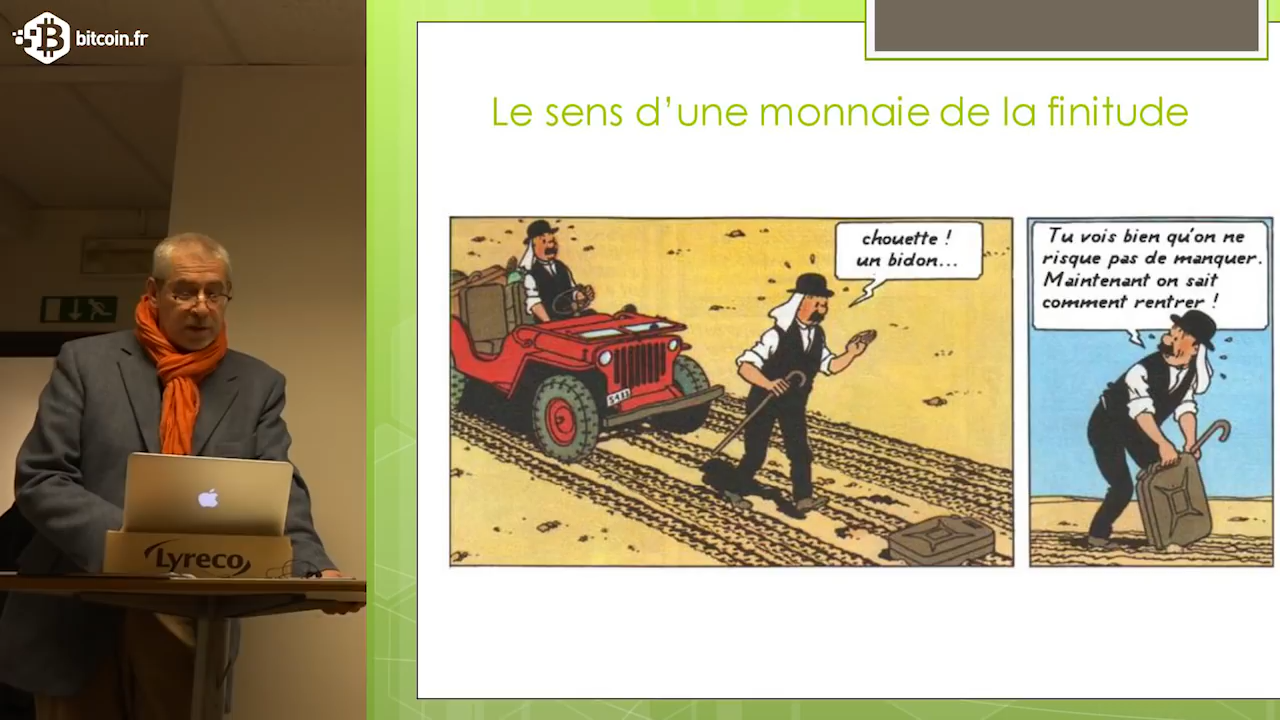 bitcoin.fr
Le sens d'une monnaie de la finitude
chouette !
un bidon...
Tu vois bien qu'on ne
risque pas de manquer.
Maintenant on sait
comment rentrer !
Lyreco